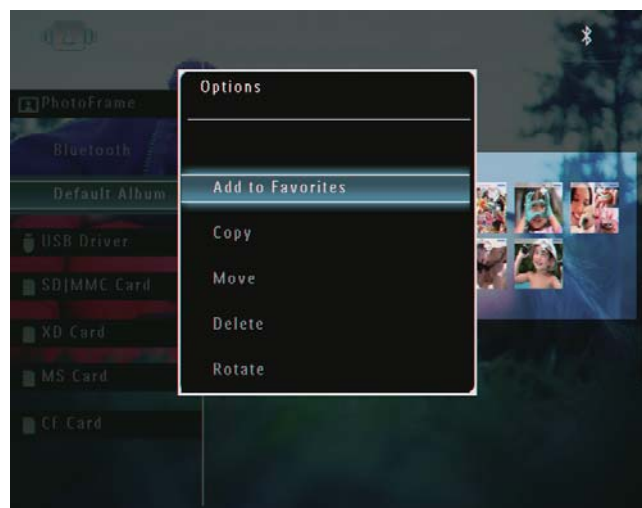 Options
Add to Favorites
Copy
Move
Delete
Rotate
PhotoFrame
Bluetooth
Default Album
USB Driver
SD|MMC Card
XD Card
MS Card
CF Card